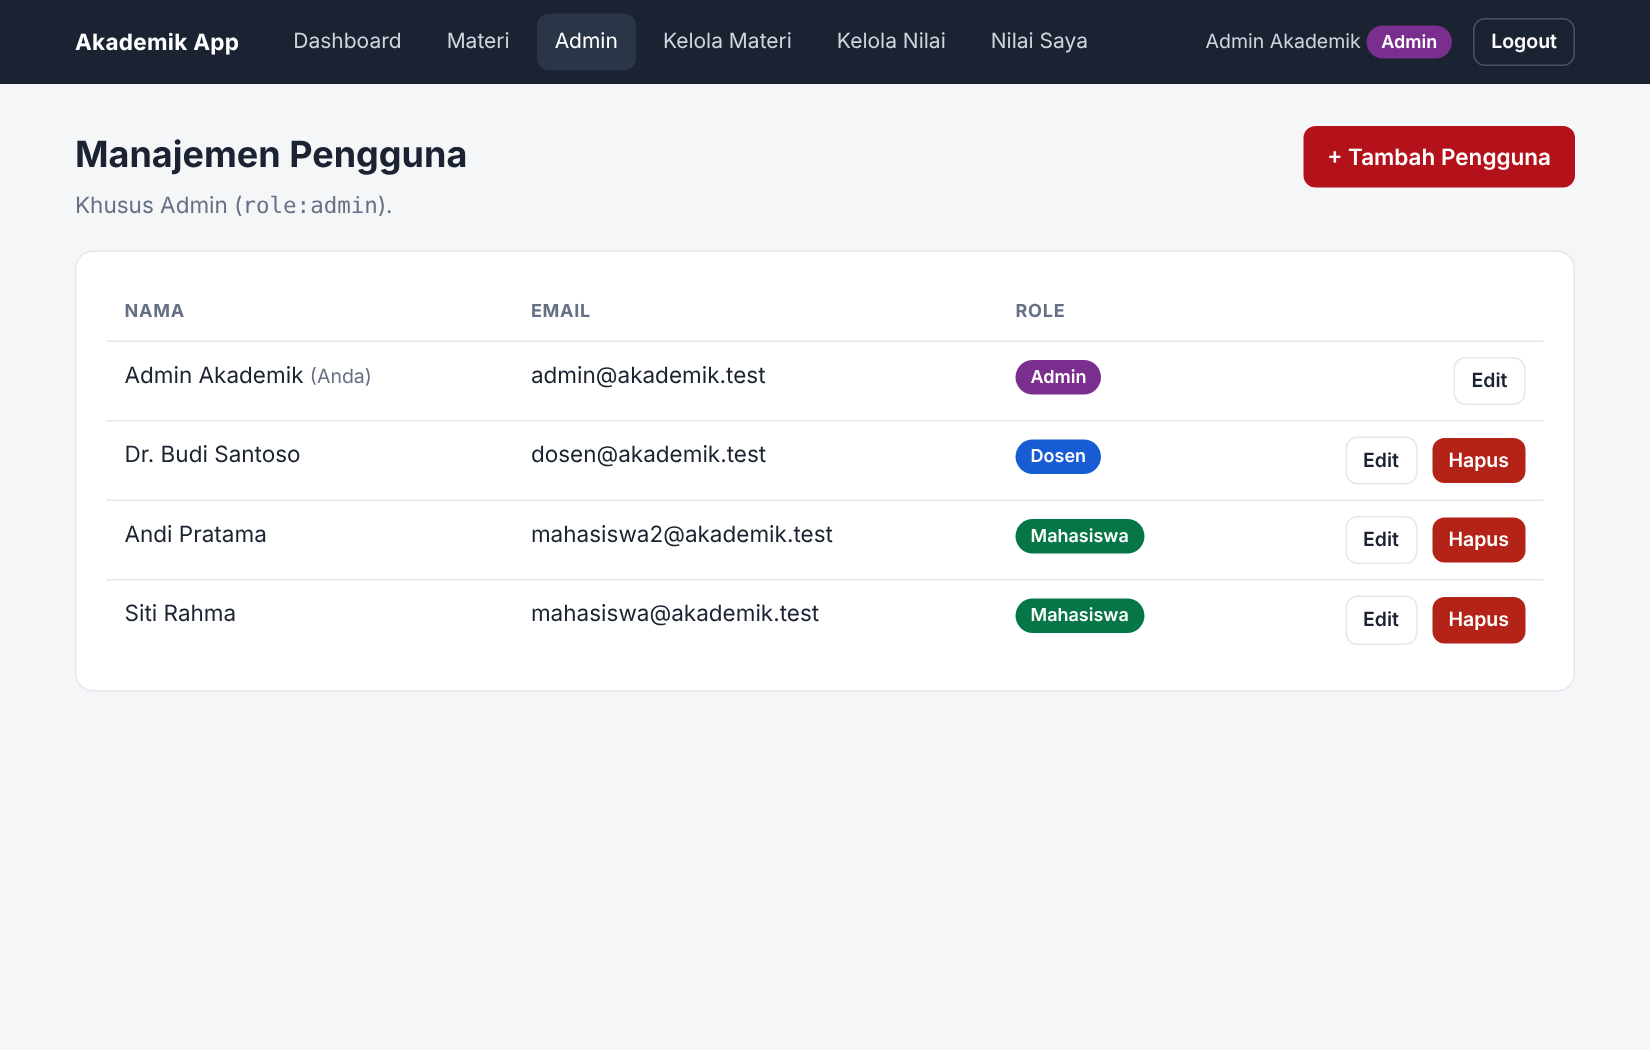 Akademik App Dashboard Materi Admin Kelola Materi Kelola Nilai Nilai Saya Admin Akademik Admin Logout
Manajemen Pengguna
+ Tambah Pengguna
Khusus Admin (role:admin).
NAMA EMAIL ROLE
Admin Akademik (Anda) admin@akademik.test Admin Edit
Dr. Budi Santoso dosen@akademik.test Dosen Edit Hapus
Andi Pratama mahasiswa2@akademik.test Mahasiswa Edit Hapus
Siti Rahma mahasiswa@akademik.test Mahasiswa Edit Hapus